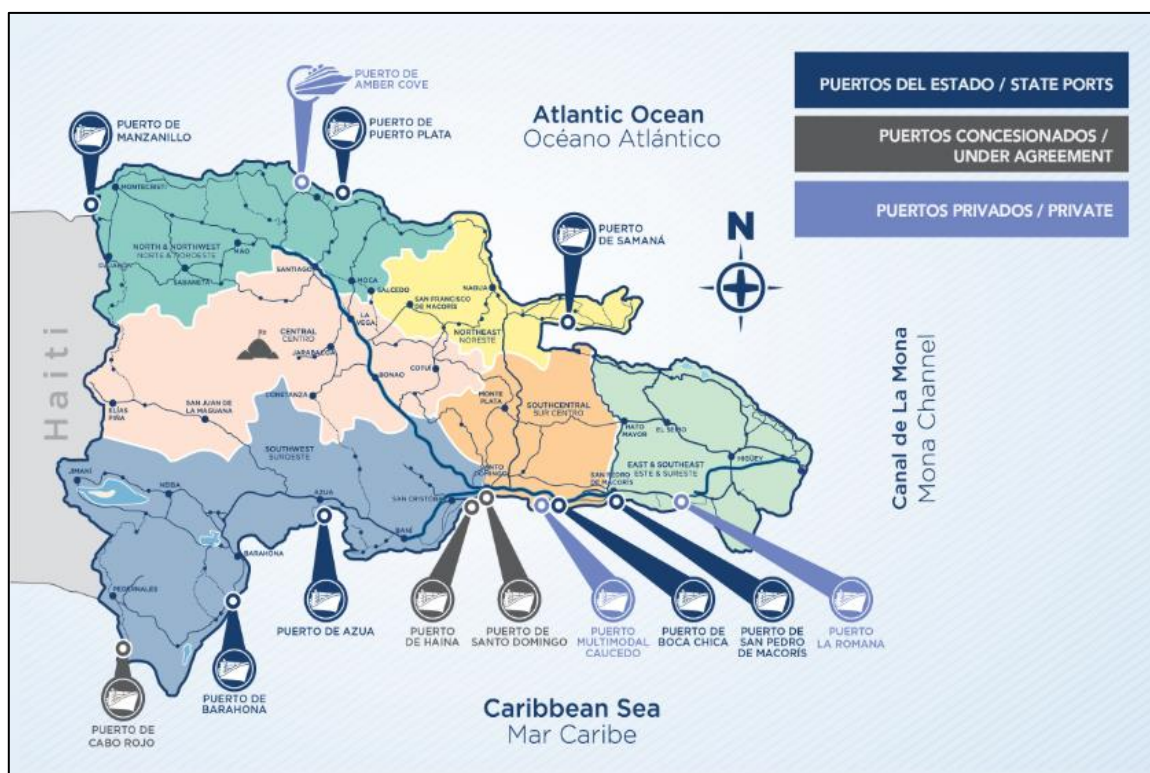 PUERTO DE
AMBER COVE
PUERTO DE
MANZANILLO
PUERTO DE
PUERTO PLATA
Atlantic Ocean
Océano Atlántico
PUERTOS DEL ESTADO / STATE PORTS
PUERTOS CONCESIONADOS /
UNDER AGREEMENT
PUERTOS PRIVADOS / PRIVATE
PUERTO
DE SAMANÁ
N
Haiti
Canal de La Mona
Mona Channel
MONTECRISTI
NORTH & NORTHWEST
NORTE & NOROESTE
MAO
SABANETA
SANTIAGO
MOCA
SALCEDO
SAN FRANCISCO
DE MACORÍS
NAGUA
LA
VEGA
NORTHEAST
NORESTE
CENTRAL
CENTRO
JARABACOA
COTUÍ
BONAO
CONSTANZA
ELÍAS
PIÑA
SAN JUAN DE
LA MAGUANA
MONTE
PLATA
SOUTHCENTRAL
SUR CENTRO
HATO
MAYOR
EL SEIBO
HIGÜEY
EAST & SOUTHEAST
ESTE & SURESTE
SANTO
DOMINGO
SAN PEDRO
DE MACORÍS
SOUTHWEST
SUROESTE
JIMANÍ
NEIBA
AZUA
SAN CRISTÓBAL
BANÍ
BARAHONA
PEDERNALES
PUERTO DE AZUA
PUERTO
DE HAINA
PUERTO DE
SANTO DOMINGO
PUERTO
MULTIMODAL
CAUCEDO
PUERTO DE
BOCA CHICA
PUERTO DE
SAN PEDRO
DE MACORÍS
PUERTO
LA ROMANA
PUERTO DE
BARAHONA
PUERTO DE
CABO ROJO
Caribbean Sea
Mar Caribe